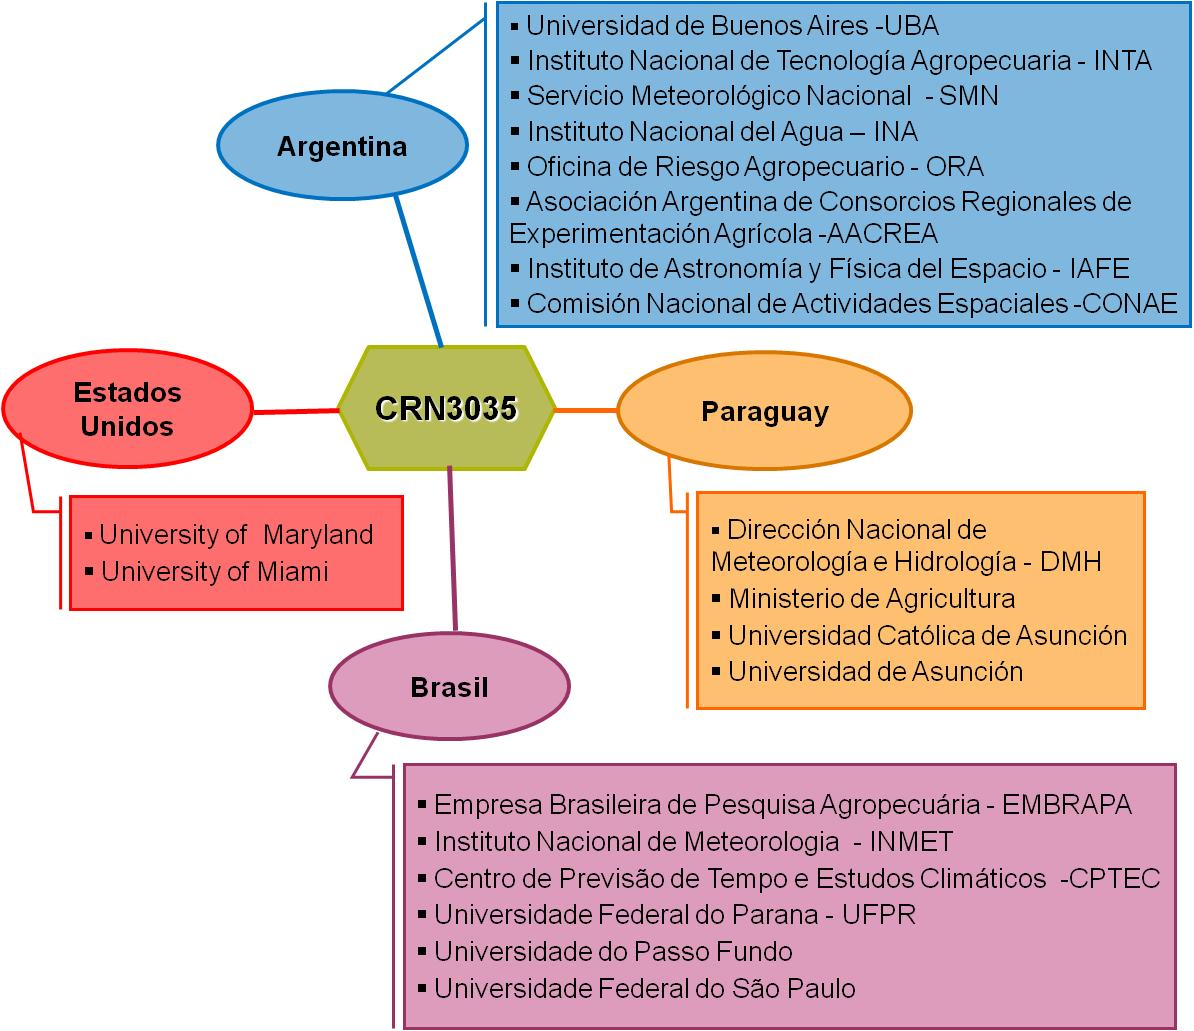 ▪ Universidad de Buenos Aires -UBA
▪ Instituto Nacional de Tecnología Agropecuaria - INTA
▪ Servicio Meteorológico Nacional - SMN
▪ Instituto Nacional del Agua – INA
▪ Oficina de Riesgo Agropecuario - ORA
▪ Asociación Argentina de Consorcios Regionales de
Experimentación Agrícola -AACREA
▪ Instituto de Astronomía y Física del Espacio - IAFE
▪ Comisión Nacional de Actividades Espaciales -CONAE
Argentina
Estados
Unidos
CRN3035
Paraguay
▪ University of Maryland
▪ University of Miami
▪ Dirección Nacional de
Meteorología e Hidrología - DMH
▪ Ministerio de Agricultura
▪ Universidad Católica de Asunción
▪ Universidad de Asunción
Brasil
▪ Empresa Brasileira de Pesquisa Agropecuária - EMBRAPA
▪ Instituto Nacional de Meteorologia - INMET
▪ Centro de Previsão de Tempo e Estudos Climáticos -CPTEC
▪ Universidade Federal do Parana - UFPR
▪ Universidade do Passo Fundo
▪ Universidade Federal do São Paulo